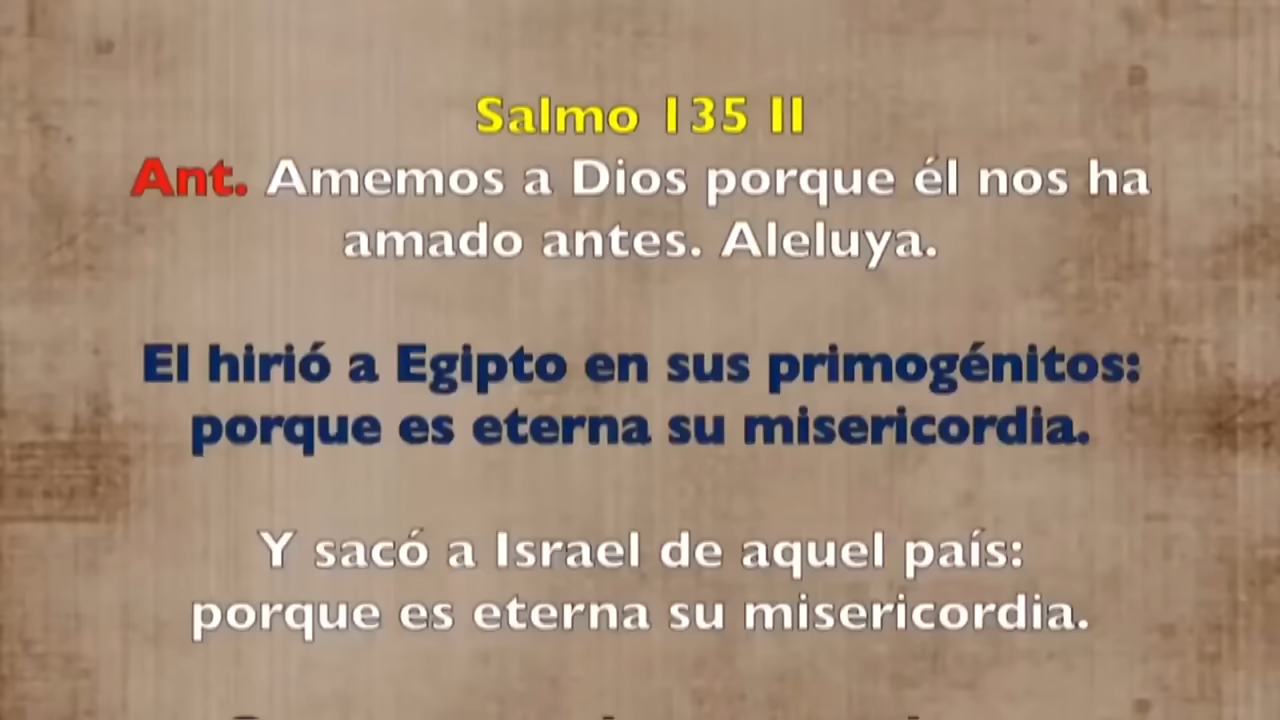 Salmo 135 II
Ant. Amemos a Dios porque él nos ha
amado antes. Aleluya.
El hirió a Egipto en sus primogénitos:
porque es eterna su misericordia.
Y sacó a Israel de aquel país:
porque es eterna su misericordia.